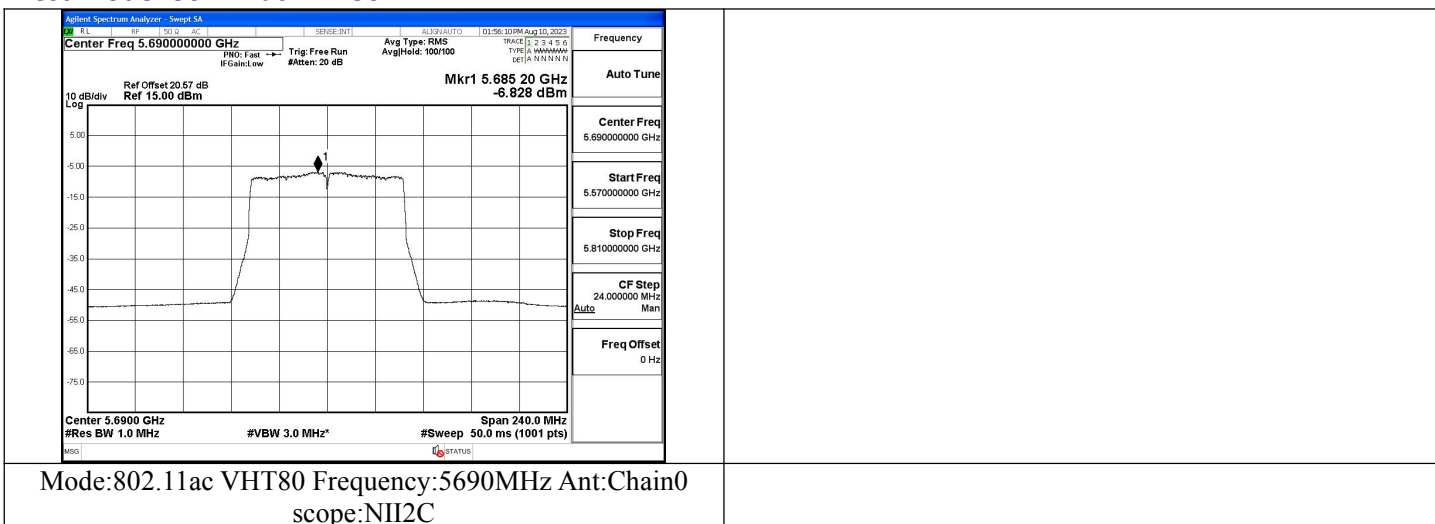 Agilent Spectrum Analyzer - Swept SA
RL RF 50 Ω AC SENSE:INT ALIGNAUTO 01:56:10PM Aug 10, 2023
Center Freq 5.690000000 GHz
PNO: Fast
IFGain:Low
Trig: Free Run
#Atten: 20 dB
Avg Type: RMS
Avg|Hold: 100/100
TRACE 1 2 3 4 5 6
TYPE A WWWWW
DET A N N N N N
Frequency
Mkr1 5.685 20 GHz
-6.828 dBm
Ref Offset 20.57 dB
10 dB/div Ref 15.00 dBm
Log
1
5.00
-5.00
-15.0
-25.0
-35.0
-45.0
-55.0
-65.0
-75.0
Center 5.6900 GHz Span 240.0 MHz
#Res BW 1.0 MHz #VBW 3.0 MHz* #Sweep 50.0 ms (1001 pts)
MSG STATUS
Auto Tune
Center Freq
5.690000000 GHz
Start Freq
5.570000000 GHz
Stop Freq
5.810000000 GHz
CF Step
24.000000 MHz
Auto Man
Freq Offset
0 Hz
Mode:802.11ac VHT80 Frequency:5690MHz Ant:Chain0
scope:NII2C